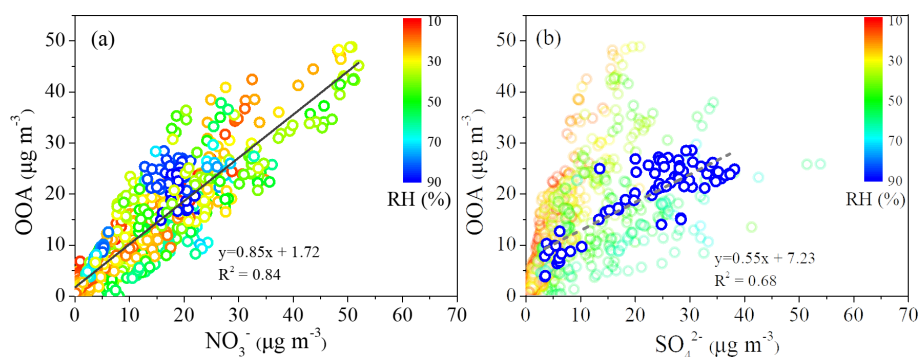 (a)
OOA (µg m⁻³)
55
50
40
30
20
10
0
0 10 20 30 40 50 60 70
NO₃⁻ (µg m⁻³)
y=0.85x + 1.72
R² = 0.84
10
30
50
70
90
RH (%)
(b)
OOA (µg m⁻³)
55
50
40
30
20
10
0
0 10 20 30 40 50 60 70
SO₄²⁻ (µg m⁻³)
y=0.55x + 7.23
R² = 0.68
10
30
50
70
90
RH (%)